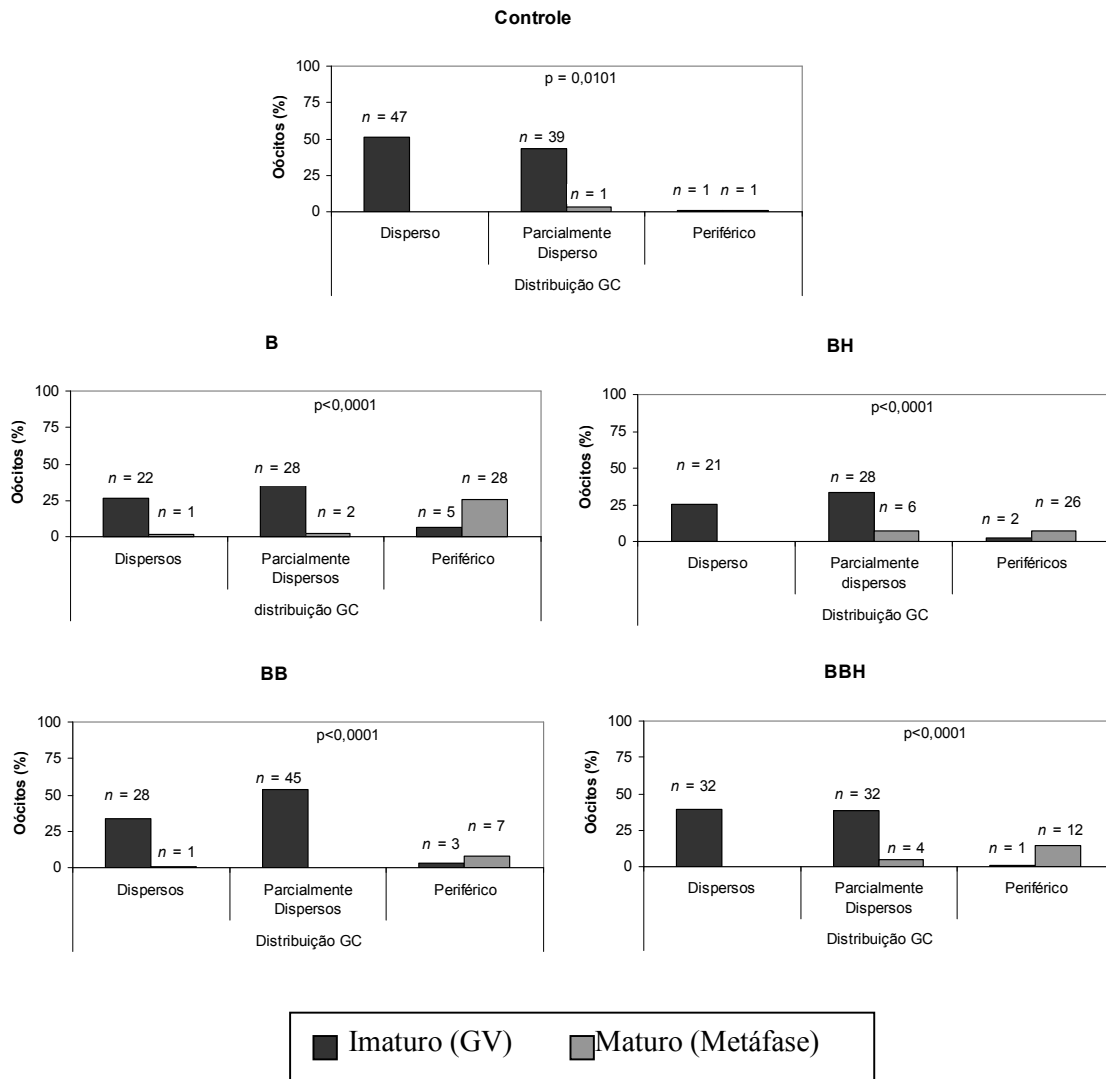 Controle
Oócitos (%)
100
75
50
25
0
p = 0,0101
n = 47
n = 39
n = 1
n = 1 n = 1
Disperso
Parcialmente
Disperso
Periférico
Distribuição GC
B
Oócitos (%)
100
75
50
25
0
p<0,0001
n = 22
n = 1
n = 28
n = 2
n = 5
n = 28
Dispersos
Parcialmente
Dispersos
Periférico
distribuição GC
BH
Oócitos (%)
100
75
50
25
0
p<0,0001
n = 21
n = 28
n = 6
n = 2
n = 26
Disperso
Parcialmente
dispersos
Periféricos
Distribuição GC
BB
Oócitos (%)
100
75
50
25
0
p<0,0001
n = 28
n = 1
n = 45
n = 3
n = 7
Dispersos
Parcialmente
Dispersos
Periférico
Distribuição GC
BBH
Oócitos (%)
100
75
50
25
0
p<0,0001
n = 32
n = 32
n = 4
n = 1
n = 12
Dispersos
Parcialmente
Dispersos
Periférico
Distribuição GC
Imaturo (GV) Maturo (Metáfase)